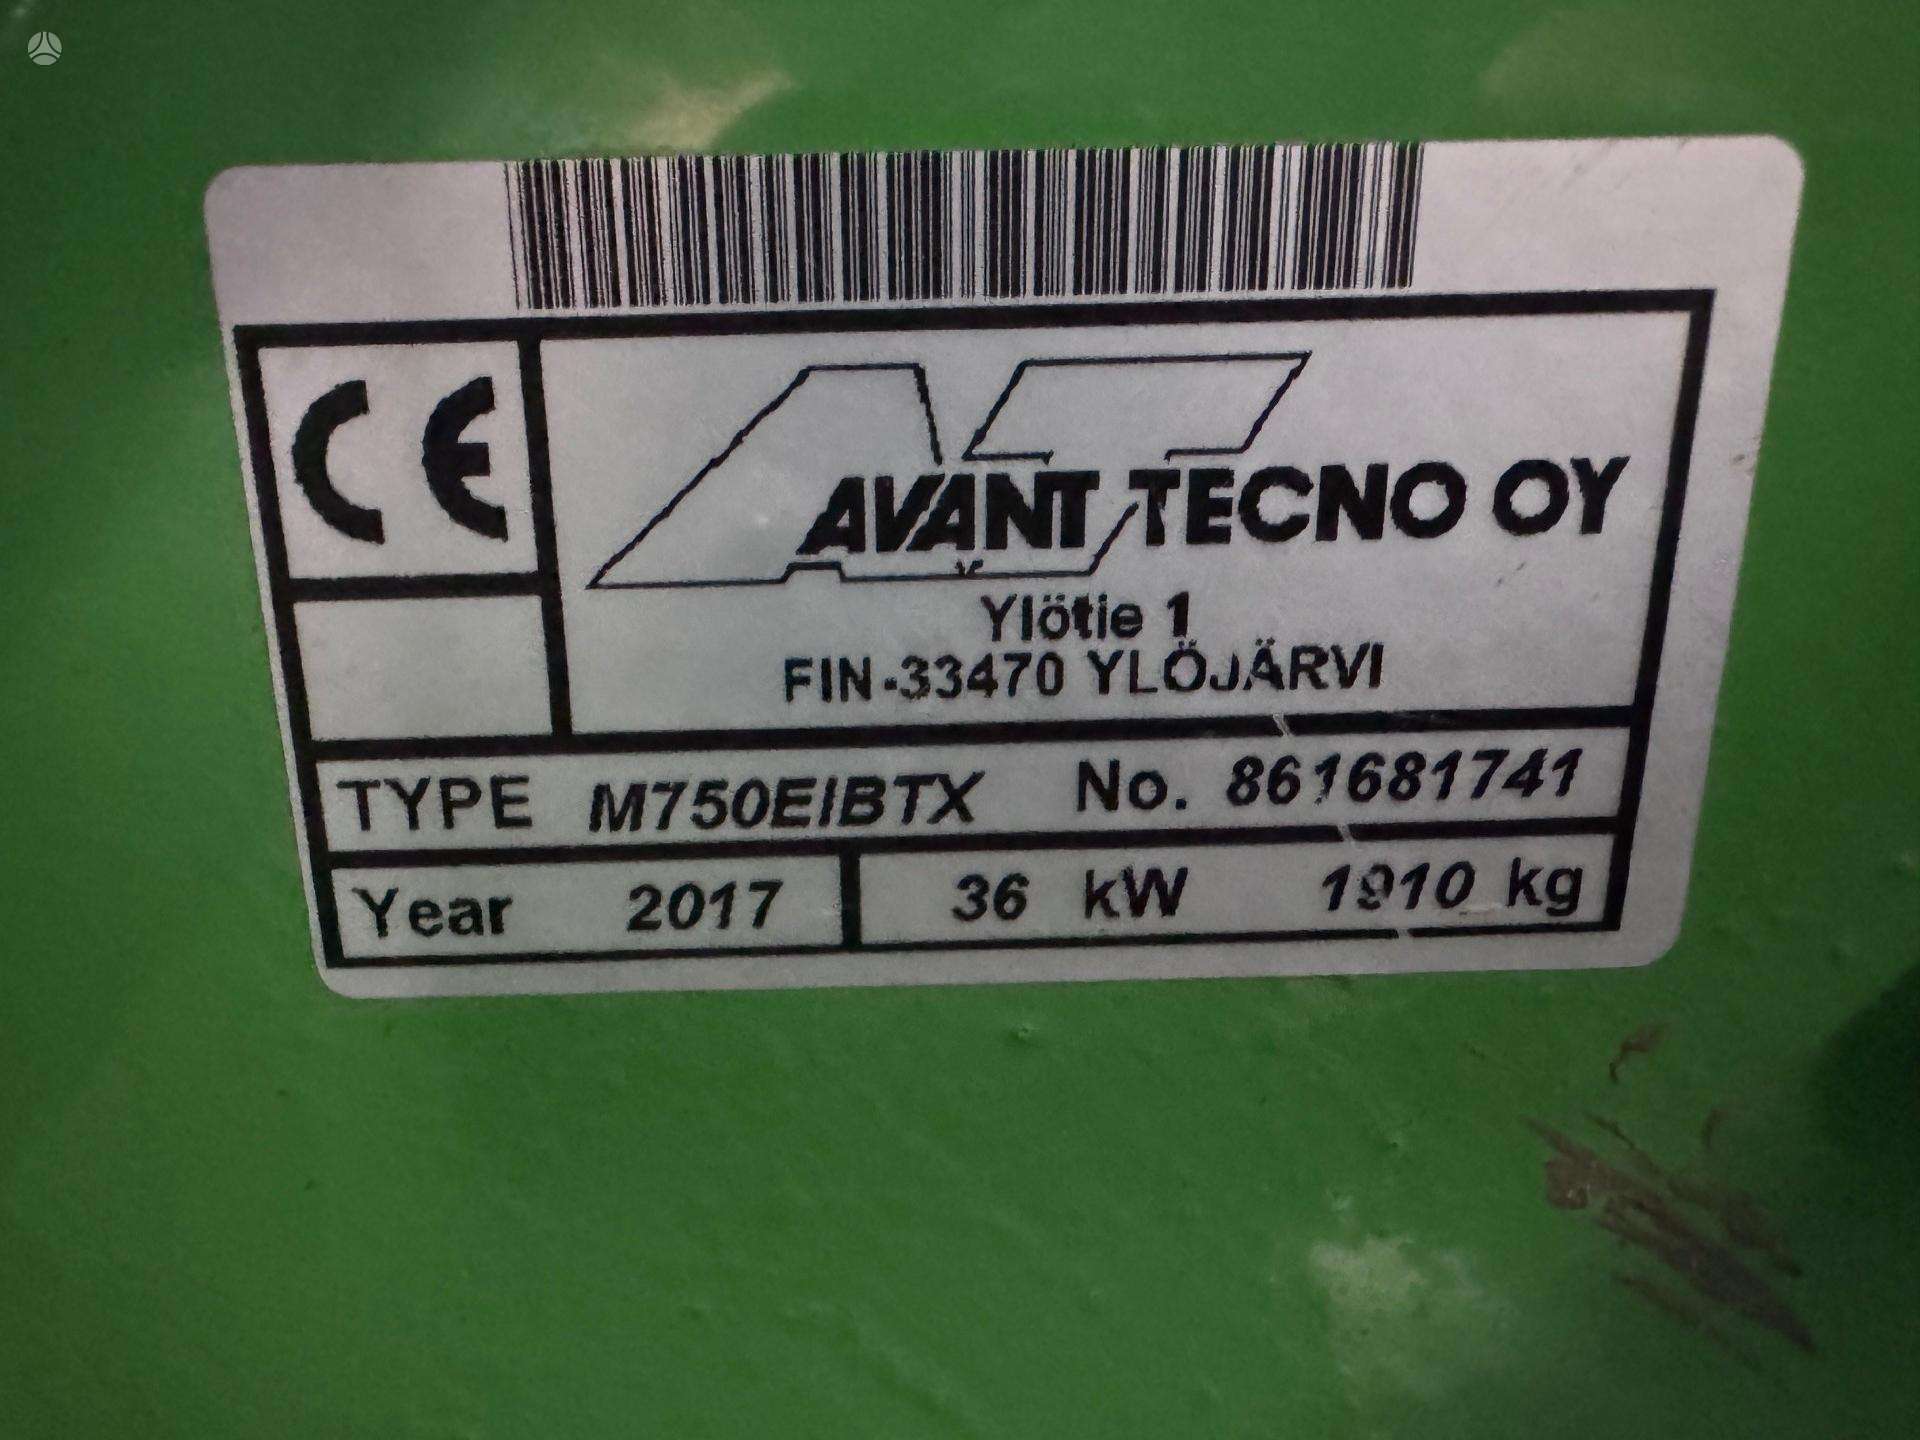 CE
AVANT TECNO OY
Ylötie 1
FIN-33470 YLÖJÄRVI
TYPE M750EIBTX No. 861681741
Year 2017 36 kW 1910 kg